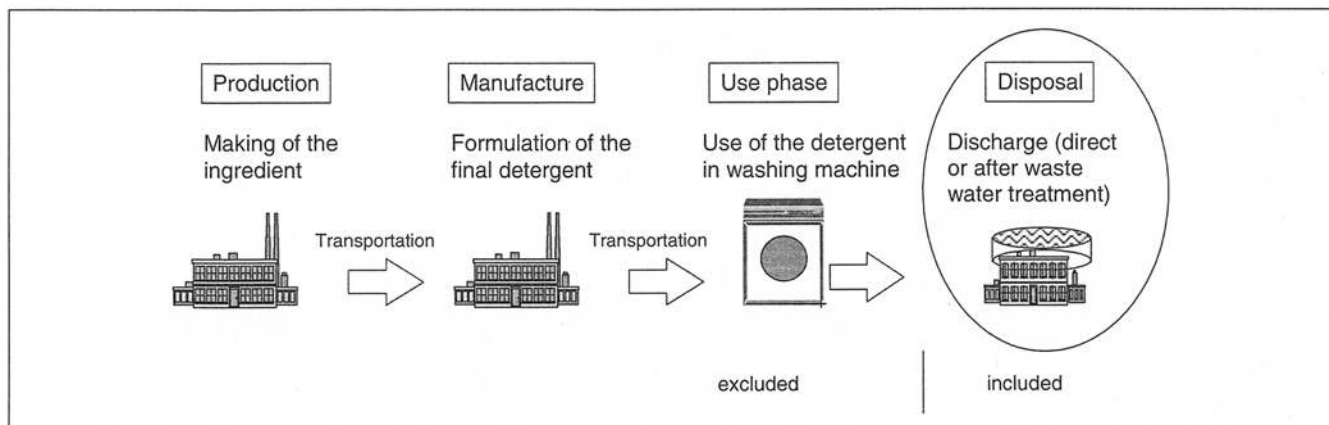 Production
Manufacture
Use phase
Disposal
Making of the
ingredient
Formulation of the
final detergent
Use of the detergent
in washing machine
Discharge (direct
or after waste
water treatment)
Transportation
Transportation
excluded
included